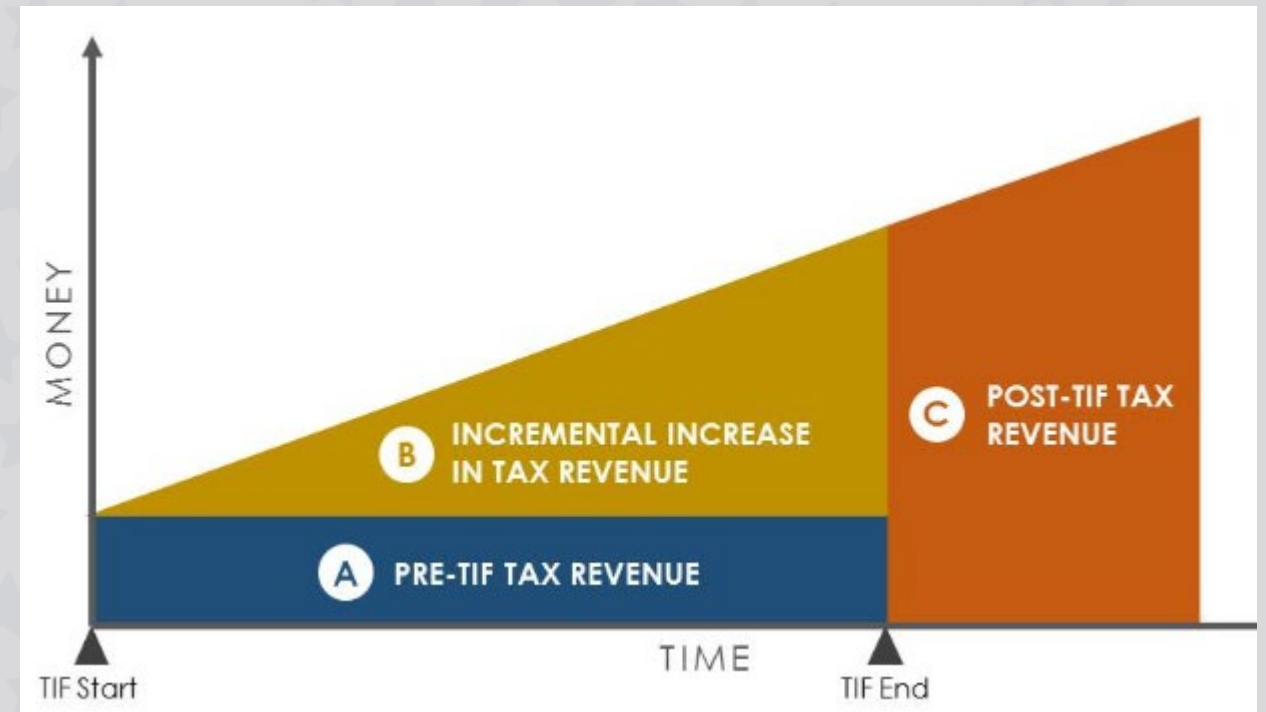 MONEY
B
INCREMENTAL INCREASE
IN TAX REVENUE
C
POST-TIF TAX
REVENUE
A
PRE-TIF TAX REVENUE
TIME
TIF Start
TIF End